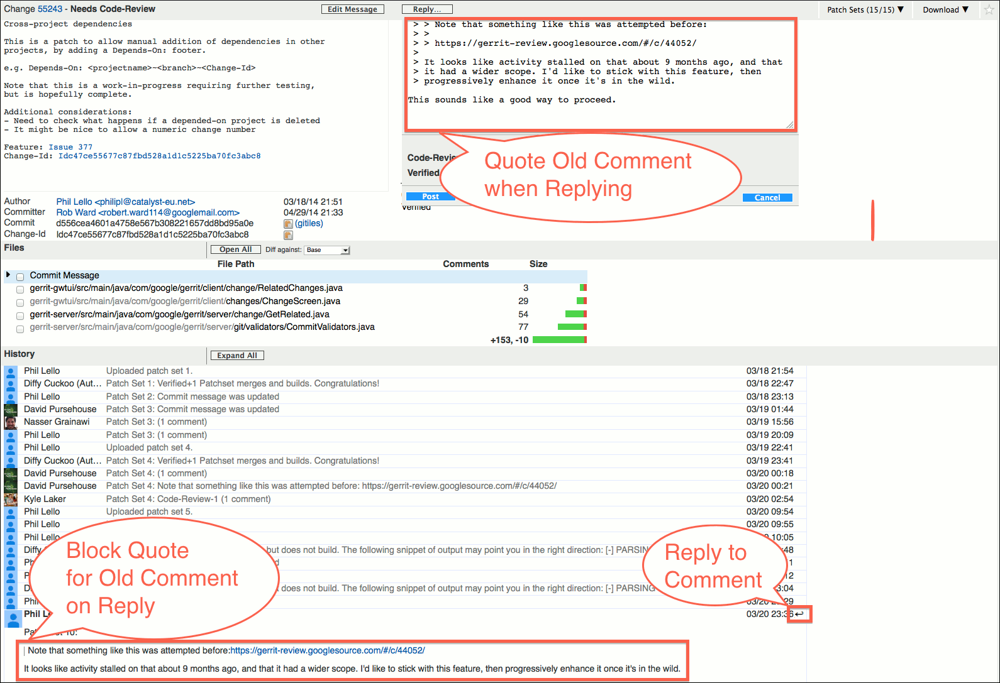 Change 55243 - Needs Code-Review
Edit Message
Reply...
Patch Sets (15/15) ▼
Download ▼
Cross-project dependencies
This is a patch to allow manual addition of dependencies in other
projects, by adding a Depends-On: footer.
e.g. Depends-On: <projectname>~<branch>~<Change-Id>
Note that this is a work-in-progress requiring further testing,
but is hopefully complete.
Additional considerations:
- Need to check what happens if a depended-on project is deleted
- It might be nice to allow a numeric change number
Feature: Issue 377
Change-Id: Idc47ce55677c87fbd528a1d1c5225ba70fc3abc8
> > Note that something like this was attempted before:
> >
> > https://gerrit-review.googlesource.com/#/c/44052/
>
> It looks like activity stalled on that about 9 months ago, and that
> it had a wider scope. I'd like to stick with this feature, then
> progressively enhance it once it's in the wild.
This sounds like a good way to proceed.
Code-Revie
Verified
Quote Old Comment
when Replying
Post
Cancel
Verified
Author Phil Lello <philipl@catalyst-eu.net> 03/18/14 21:51
Committer Rob Ward <robert.ward114@googlemail.com> 04/29/14 21:33
Commit d556cea4601a4758e567b308221657dd8bd95a0e (gitiles)
Change-Id Idc47ce55677c87fbd528a1d1c5225ba70fc3abc8
Files
Open All
Diff against: Base
File Path Comments Size
Commit Message
gerrit-gwtui/src/main/java/com/google/gerrit/client/change/RelatedChanges.java 3
gerrit-gwtui/src/main/java/com/google/gerrit/client/changes/ChangeScreen.java 29
gerrit-server/src/main/java/com/google/gerrit/server/change/GetRelated.java 54
gerrit-server/src/main/java/com/google/gerrit/server/git/validators/CommitValidators.java 77
+153, -10
History
Expand All
Phil Lello Uploaded patch set 1. 03/18 21:54
Diffy Cuckoo (Aut... Patch Set 1: Verified+1 Patchset merges and builds. Congratulations! 03/18 22:47
Phil Lello Patch Set 2: Commit message was updated 03/18 23:13
David Pursehouse Patch Set 3: Commit message was updated 03/19 01:44
Nasser Grainawi Patch Set 3: (1 comment) 03/19 15:56
Phil Lello Patch Set 3: (1 comment) 03/19 20:09
Phil Lello Uploaded patch set 4. 03/19 22:41
Diffy Cuckoo (Aut... Patch Set 4: Verified+1 Patchset merges and builds. Congratulations! 03/19 23:41
David Pursehouse Patch Set 4: (1 comment) 03/20 00:18
David Pursehouse Patch Set 4: Note that something like this was attempted before: https://gerrit-review.googlesource.com/#/c/44052/ 03/20 00:21
Kyle Laker Patch Set 4: Code-Review-1 (1 comment) 03/20 02:54
Phil Lello Uploaded patch set 5. 03/20 09:54
Phil Lello 03/20 09:55
Phil Lello 10:05
Diffy but does not build. The following snippet of output may point you in the right direction: [-] PARSING :48
Ph d 1
P 12
D does not build. The following snippet of output may point you in the right direction: [-] PARSING 3:04
Phil 03/20 :29
Phil Le 03/20 23:36
Block Quote
for Old Comment
on Reply
Reply to
Comment
10:
Note that something like this was attempted before:https://gerrit-review.googlesource.com/#/c/44052/
It looks like activity stalled on that about 9 months ago, and that it had a wider scope. I'd like to stick with this feature, then progressively enhance it once it's in the wild.